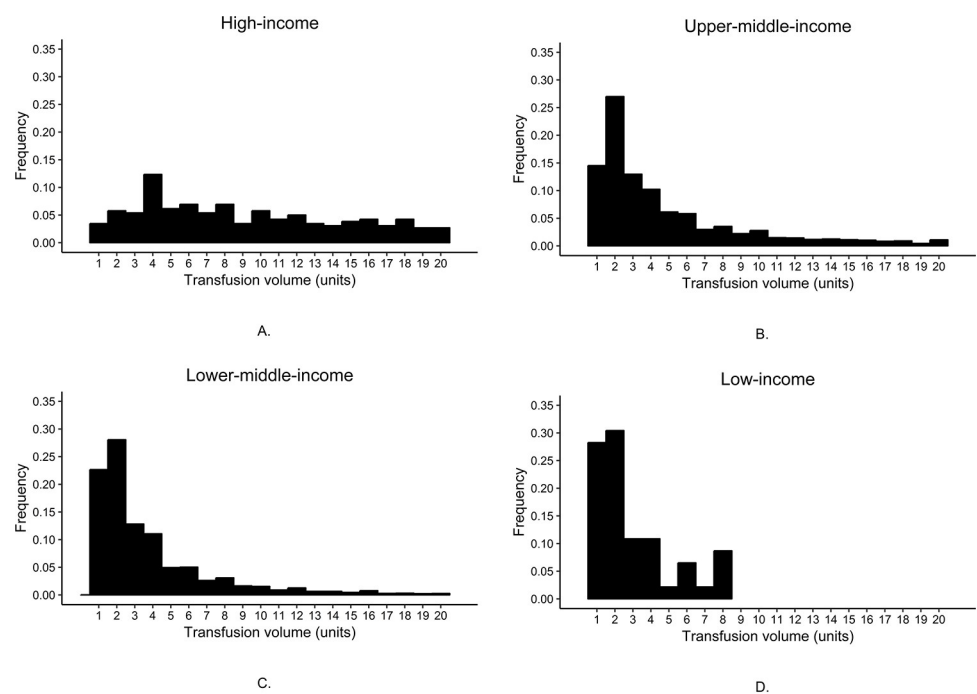 High-income
0.35
0.30
0.25
0.20
0.15
0.10
0.05
0.00
Frequency
1 2 3 4 5 6 7 8 9 10 11 12 13 14 15 16 17 18 19 20
Transfusion volume (units)
A.
Upper-middle-income
0.35
0.30
0.25
0.20
0.15
0.10
0.05
0.00
Frequency
1 2 3 4 5 6 7 8 9 10 11 12 13 14 15 16 17 18 19 20
Transfusion volume (units)
B.
Lower-middle-income
0.35
0.30
0.25
0.20
0.15
0.10
0.05
0.00
Frequency
1 2 3 4 5 6 7 8 9 10 11 12 13 14 15 16 17 18 19 20
Transfusion volume (units)
C.
Low-income
0.35
0.30
0.25
0.20
0.15
0.10
0.05
0.00
Frequency
1 2 3 4 5 6 7 8 9 10 11 12 13 14 15 16 17 18 19 20
Transfusion volume (units)
D.